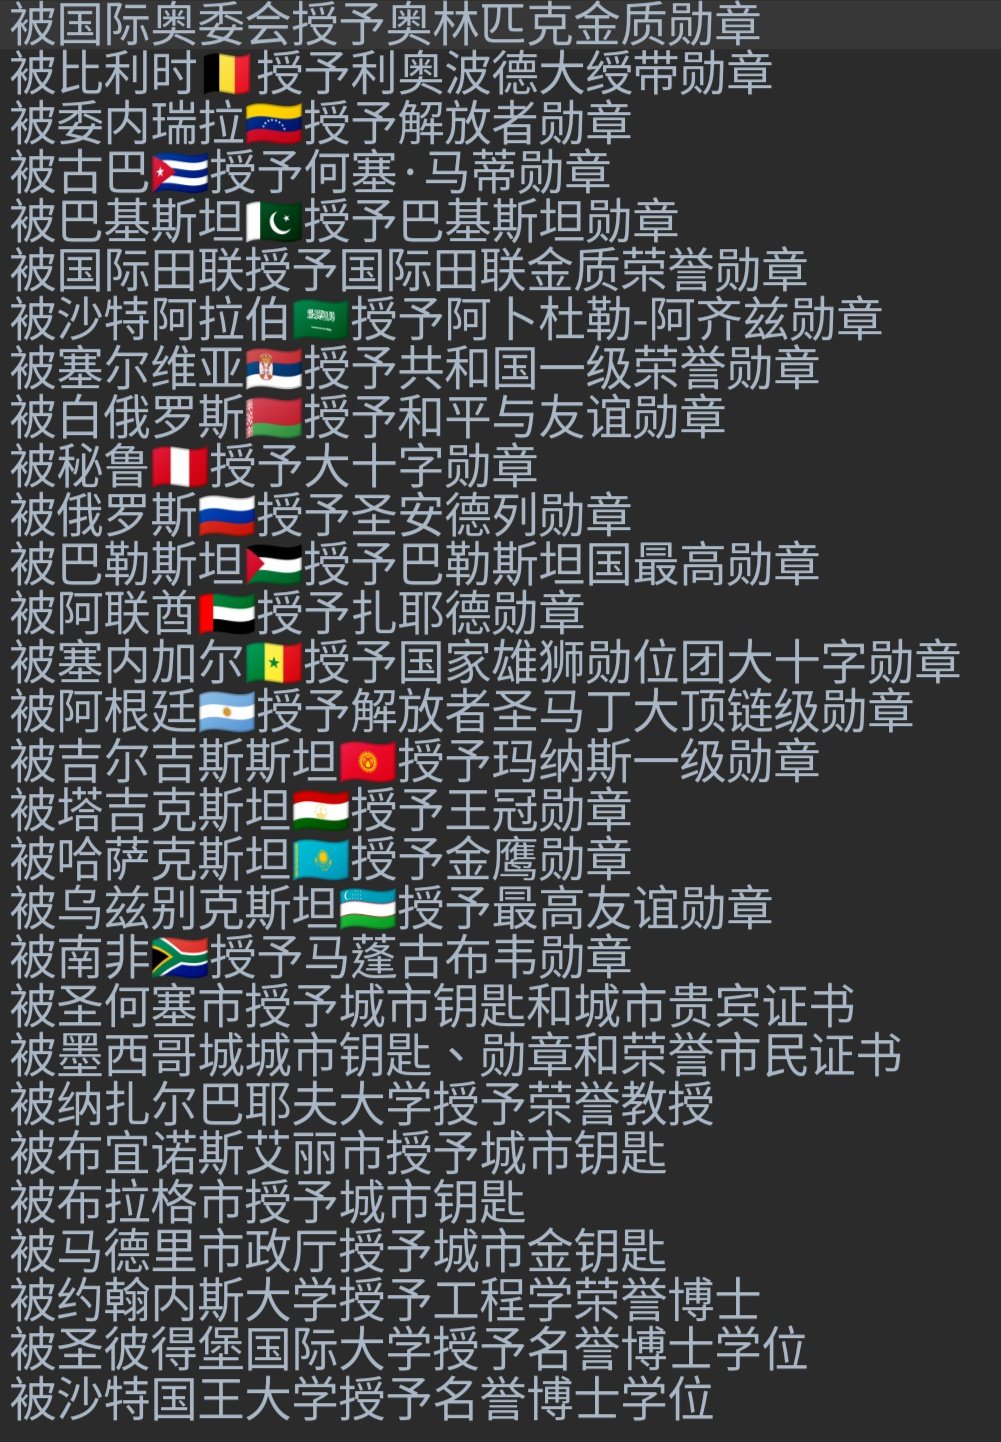 被国际奥委会授予奥林匹克金质勋章
被比利时🇧🇪授予利奥波德大绶带勋章
被委内瑞拉🇻🇪授予解放者勋章
被古巴🇨🇺授予何塞·马蒂勋章
被巴基斯坦🇵🇰授予巴基斯坦勋章
被国际田联授予国际田联金质荣誉勋章
被沙特阿拉伯🇸🇦授予阿卜杜勒-阿齐兹勋章
被塞尔维亚🇷🇸授予共和国一级荣誉勋章
被白俄罗斯🇧🇾授予和平与友谊勋章
被秘鲁🇵🇪授予大十字勋章
被俄罗斯🇷🇺授予圣安德列勋章
被巴勒斯坦🇵🇸授予巴勒斯坦国最高勋章
被阿联酋🇦🇪授予扎耶德勋章
被塞内加尔🇸🇳授予国家雄狮勋位团大十字勋章
被阿根廷🇦🇷授予解放者圣马丁大顶链级勋章
被吉尔吉斯斯坦🇰🇬授予玛纳斯一级勋章
被塔吉克斯坦🇹🇯授予王冠勋章
被哈萨克斯坦🇰🇿授予金鹰勋章
被乌兹别克斯坦🇺🇿授予最高友谊勋章
被南非🇿🇦授予马蓬古布韦勋章
被圣何塞市授予城市钥匙和城市贵宾证书
被墨西哥城城市钥匙、勋章和荣誉市民证书
被纳扎尔巴耶夫大学授予荣誉教授
被布宜诺斯艾丽市授予城市钥匙
被布拉格市授予城市钥匙
被马德里市政厅授予城市金钥匙
被约翰内斯大学授予工程学荣誉博士
被圣彼得堡国际大学授予名誉博士学位
被沙特国王大学授予名誉博士学位